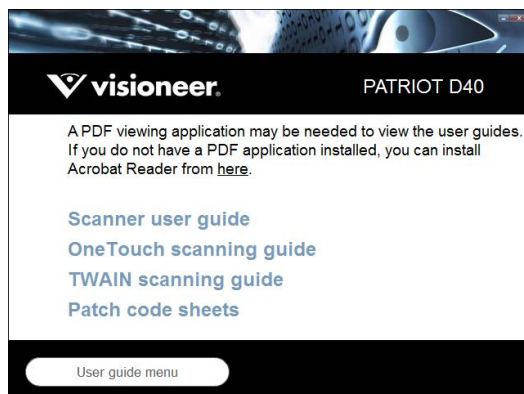 visioneer.
PATRIOT D40
A PDF viewing application may be needed to view the user guides.
If you do not have a PDF application installed, you can install
Acrobat Reader from here.
Scanner user guide
OneTouch scanning guide
TWAIN scanning guide
Patch code sheets
User guide menu